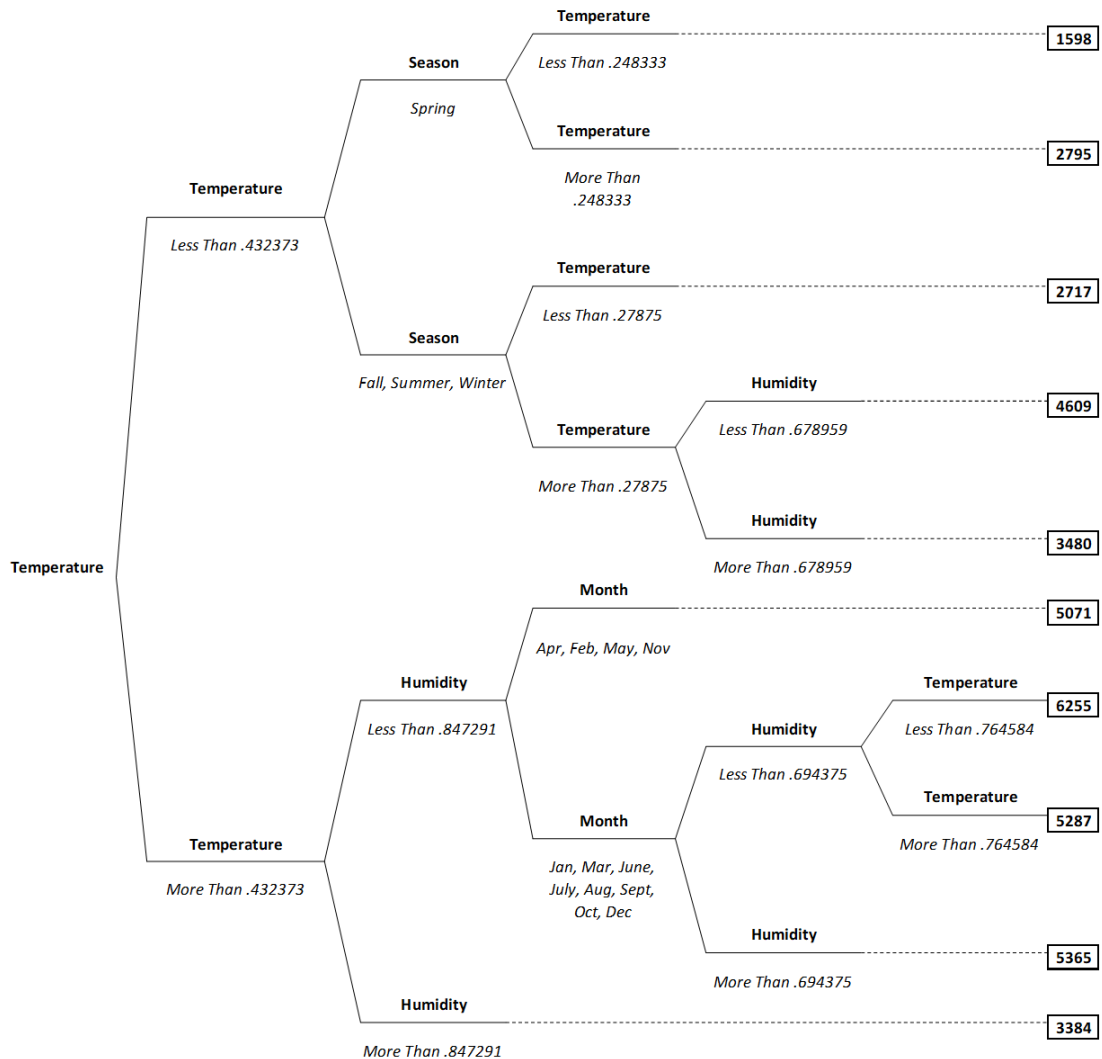 Temperature
1598
Less Than .248333
Season
Spring
Temperature
2795
More Than
.248333
Temperature
Less Than .432373
Temperature
2717
Less Than .27875
Season
Fall, Summer, Winter
Humidity
4609
Less Than .678959
Temperature
More Than .27875
Humidity
3480
More Than .678959
Temperature
Month
5071
Apr, Feb, May, Nov
Humidity
Less Than .847291
Temperature
6255
Less Than .764584
Humidity
Less Than .694375
Temperature
5287
More Than .764584
Month
Jan, Mar, June,
July, Aug, Sept,
Oct, Dec
Temperature
More Than .432373
Humidity
5365
More Than .694375
Humidity
3384
More Than .847291